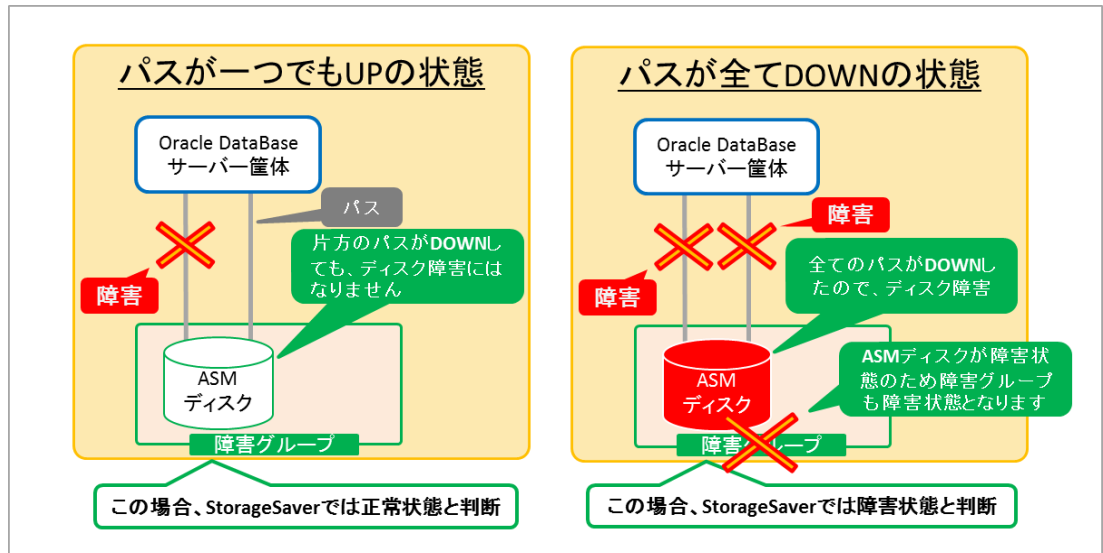 パスが一つでもUPの状態
Oracle DataBase
サーバー筐体
パス
片方のパスがDOWNし
ても、ディスク障害には
なりません
障害
ASM
ディスク
障害グループ
この場合、StorageSaverでは正常状態と判断
パスが全てDOWNの状態
Oracle DataBase
サーバー筐体
障害
全てのパスがDOWNし
たので、ディスク障害
障害
ASMディスクが障害状
態のため障害グループ
も障害状態となります
ASM
ディスク
障害グループ
この場合、StorageSaverでは障害状態と判断